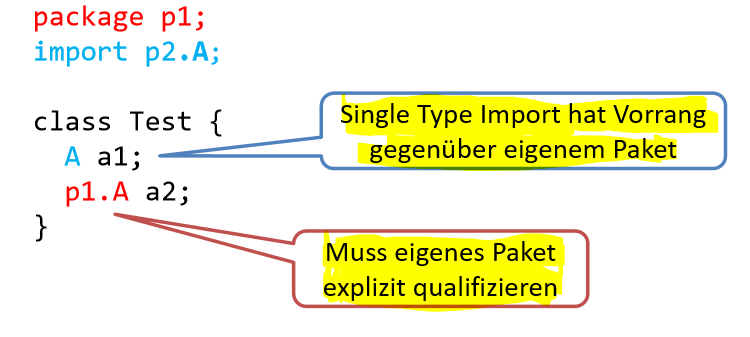 package p1;
import p2.A;
class Test {
A a1;
p1.A a2;
}
Single Type Import hat Vorrang
gegenüber eigenem Paket
Muss eigenes Paket
explizit qualifizieren